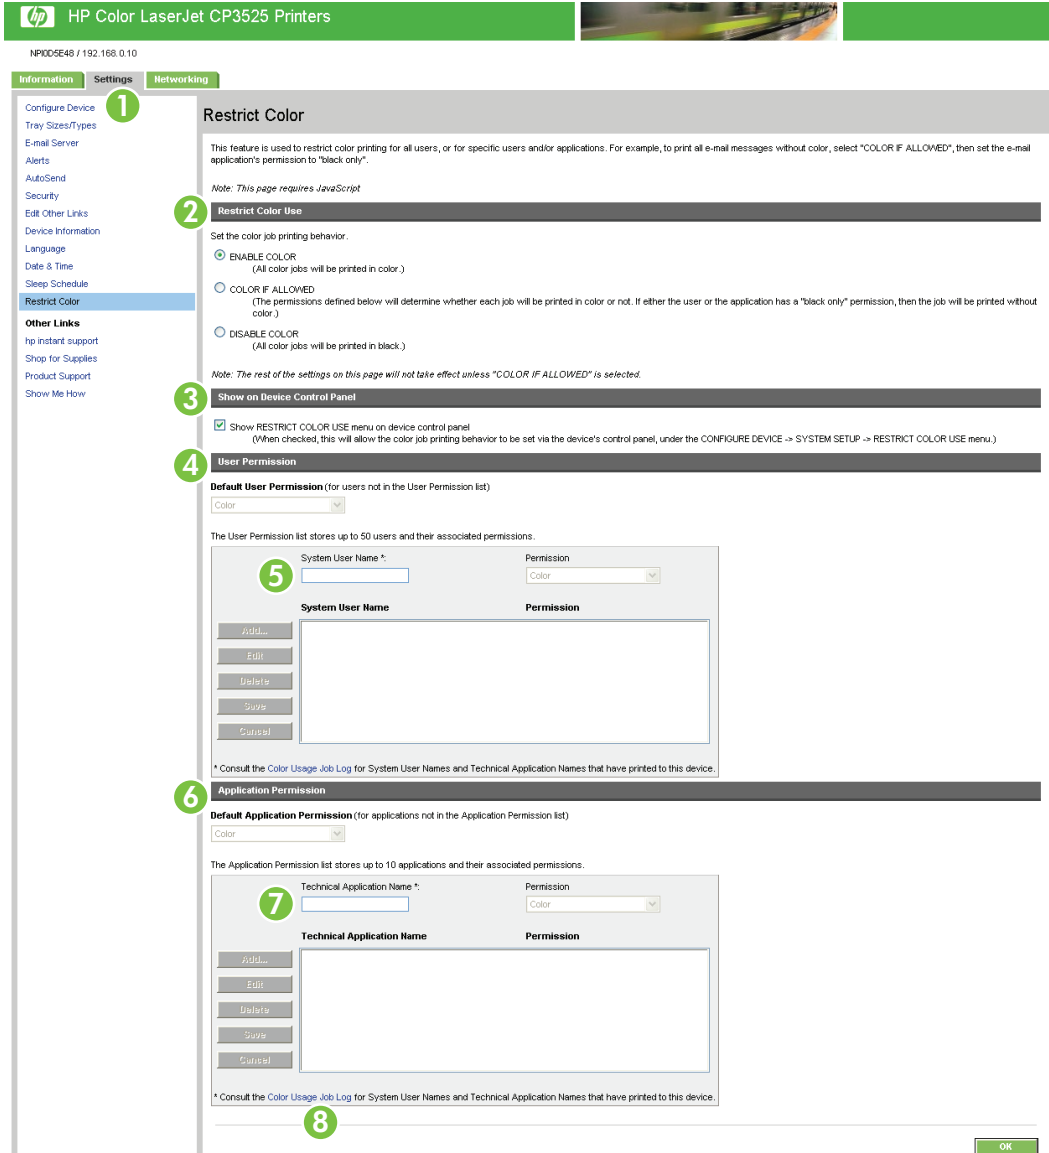 hp HP Color LaserJet CP3525 Printers
NPI0D5E48 / 192.168.0.10
Information Settings Networking
1
Configure Device
Tray Sizes/Types
E-mail Server
Alerts
AutoSend
Security
Edit Other Links
Device Information
Language
Date & Time
Sleep Schedule
Restrict Color
Other Links
hp instant support
Shop for Supplies
Product Support
Show Me How
Restrict Color
This feature is used to restrict color printing for all users, or for specific users and/or applications. For example, to print all e-mail messages without color, select "COLOR IF ALLOWED", then set the e-mail
application's permission to "black only".
Note: This page requires JavaScript
2 Restrict Color Use
Set the color job printing behavior.
ENABLE COLOR
(All color jobs will be printed in color.)
COLOR IF ALLOWED
(The permissions defined below will determine whether each job will be printed in color or not. If either the user or the application has a "black only" permission, then the job will be printed without
color.)
DISABLE COLOR
(All color jobs will be printed in black.)
Note: The rest of the settings on this page will not take effect unless "COLOR IF ALLOWED" is selected.
3 Show on Device Control Panel
Show RESTRICT COLOR USE menu on device control panel
(When checked, this will allow the color job printing behavior to be set via the device's control panel, under the CONFIGURE DEVICE -> SYSTEM SETUP -> RESTRICT COLOR USE menu.)
4 User Permission
Default User Permission (for users not in the User Permission list)
Color
The User Permission list stores up to 50 users and their associated permissions.
5 System User Name *: Permission
Color
System User Name Permission
Add...
Edit
Delete
Save
Cancel
* Consult the Color Usage Job Log for System User Names and Technical Application Names that have printed to this device.
6 Application Permission
Default Application Permission (for applications not in the Application Permission list)
Color
The Application Permission list stores up to 10 applications and their associated permissions.
7 Technical Application Name *: Permission
Color
Technical Application Name Permission
Add...
Edit
Delete
Save
Cancel
* Consult the Color Usage Job Log for System User Names and Technical Application Names that have printed to this device.
8
OK